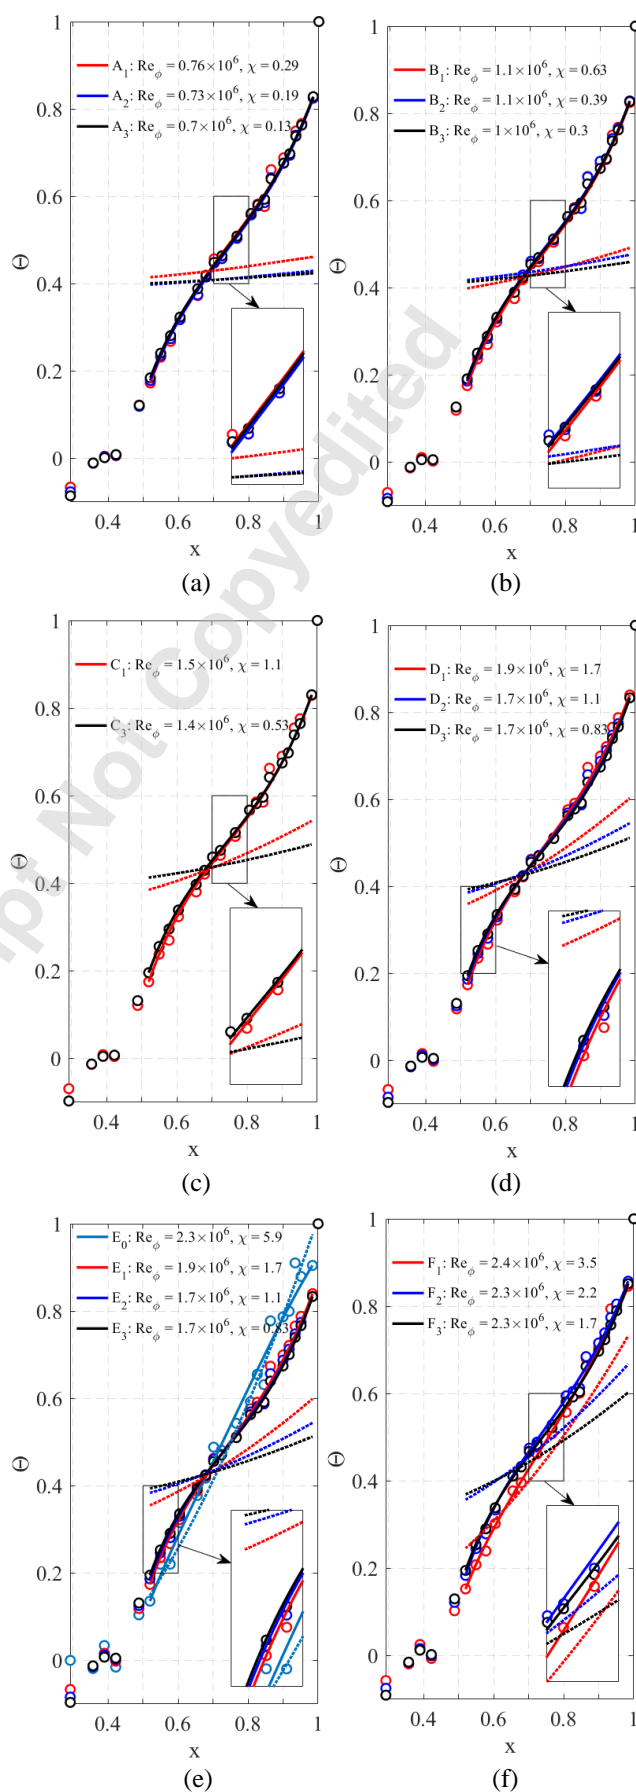 1
A1: Reϕ = 0.76×10^6, χ = 0.29
A2: Reϕ = 0.73×10^6, χ = 0.19
A3: Reϕ = 0.7×10^6, χ = 0.13
0.8
0.6
Θ
0.4
0.2
0
0.4 0.6 0.8 1
x
(a)
1
B1: Reϕ = 1.1×10^6, χ = 0.63
B2: Reϕ = 1.1×10^6, χ = 0.39
B3: Reϕ = 1×10^6, χ = 0.3
0.8
0.6
Θ
0.4
0.2
0
0.4 0.6 0.8 1
x
(b)
1
C1: Reϕ = 1.5×10^6, χ = 1.1
C3: Reϕ = 1.4×10^6, χ = 0.53
0.8
0.6
Θ
0.4
0.2
0
0.4 0.6 0.8 1
x
(c)
1
D1: Reϕ = 1.9×10^6, χ = 1.7
D2: Reϕ = 1.7×10^6, χ = 1.1
D3: Reϕ = 1.7×10^6, χ = 0.83
0.8
0.6
Θ
0.4
0.2
0
0.4 0.6 0.8 1
x
(d)
1
E0: Reϕ = 2.3×10^6, χ = 5.9
E1: Reϕ = 1.9×10^6, χ = 1.7
E2: Reϕ = 1.7×10^6, χ = 1.1
E3: Reϕ = 1.7×10^6, χ = 0.83
0.8
0.6
Θ
0.4
0.2
0
0.4 0.6 0.8 1
x
(e)
1
F1: Reϕ = 2.4×10^6, χ = 3.5
F2: Reϕ = 2.3×10^6, χ = 2.2
F3: Reϕ = 2.3×10^6, χ = 1.7
0.8
0.6
Θ
0.4
0.2
0
0.4 0.6 0.8 1
x
(f)
ipt Not Copyedited